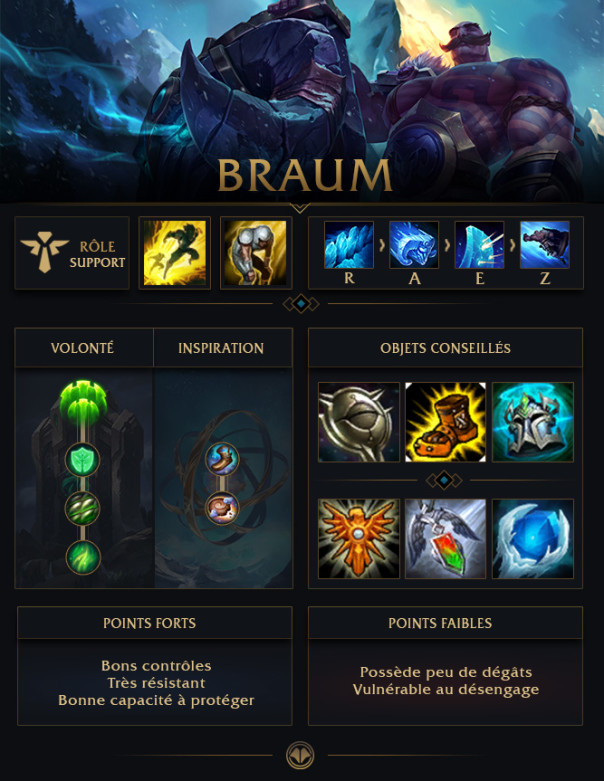 BRAUM
RÔLE
SUPPORT
R
A
E
Z
VOLONTÉ
INSPIRATION
OBJETS CONSEILLÉS
POINTS FORTS
Bons contrôles
Très résistant
Bonne capacité à protéger
POINTS FAIBLES
Possède peu de dégâts
Vulnérable au désengage